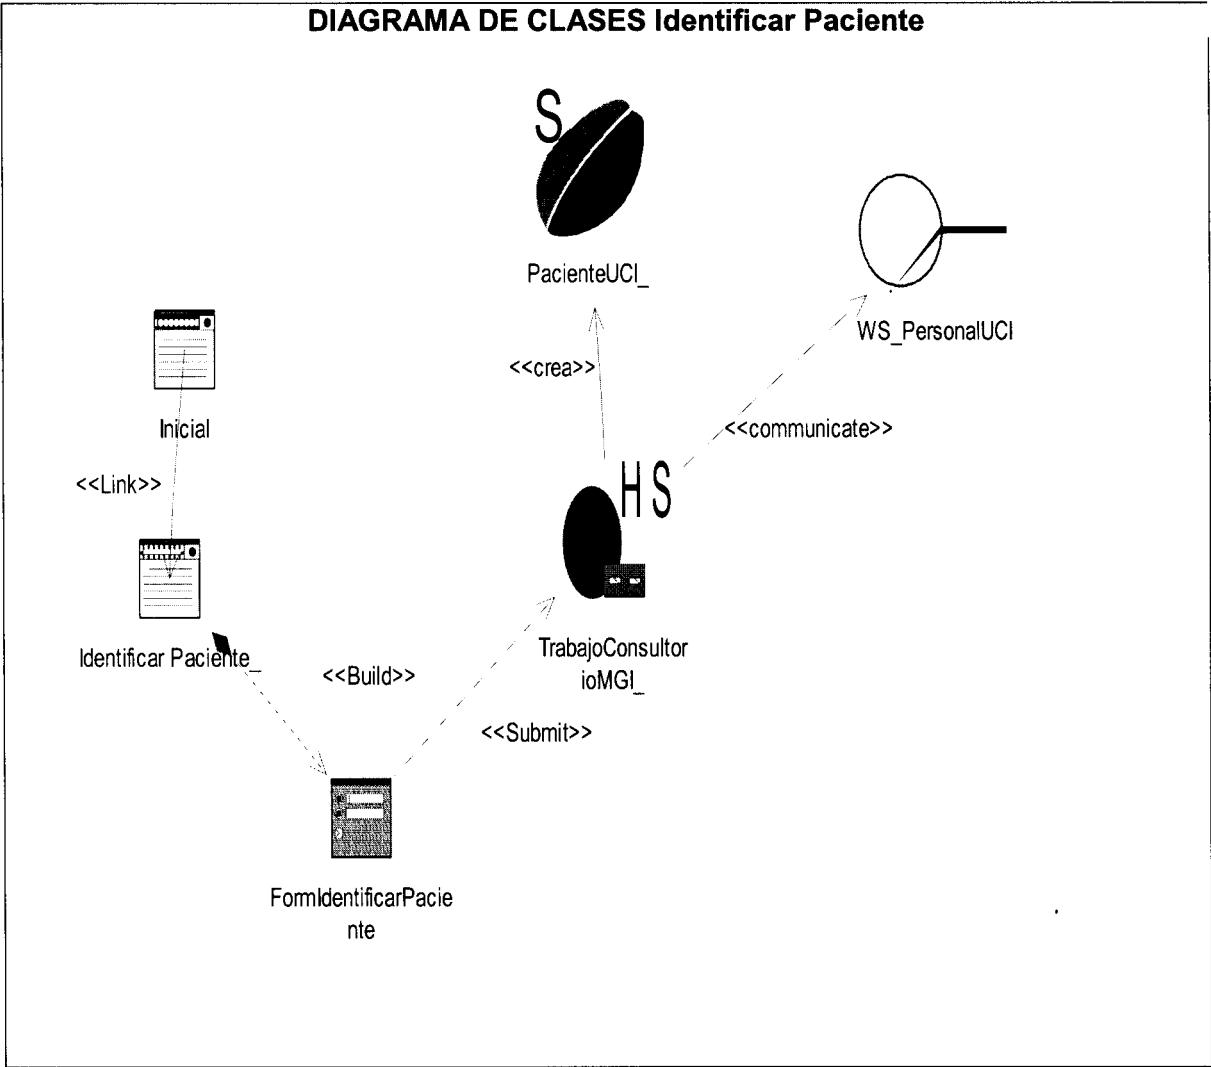 DIAGRAMA DE CLASES Identificar Paciente
S
PacienteUCI_
WS_PersonalUCI
<<crea>>
Inicial
<<communicate>>
<<Link>>
H S
Identificar Paciente_
TrabajoConsultor
ioMGI_
<<Build>>
<<Submit>>
FormIdentificarPacie
nte